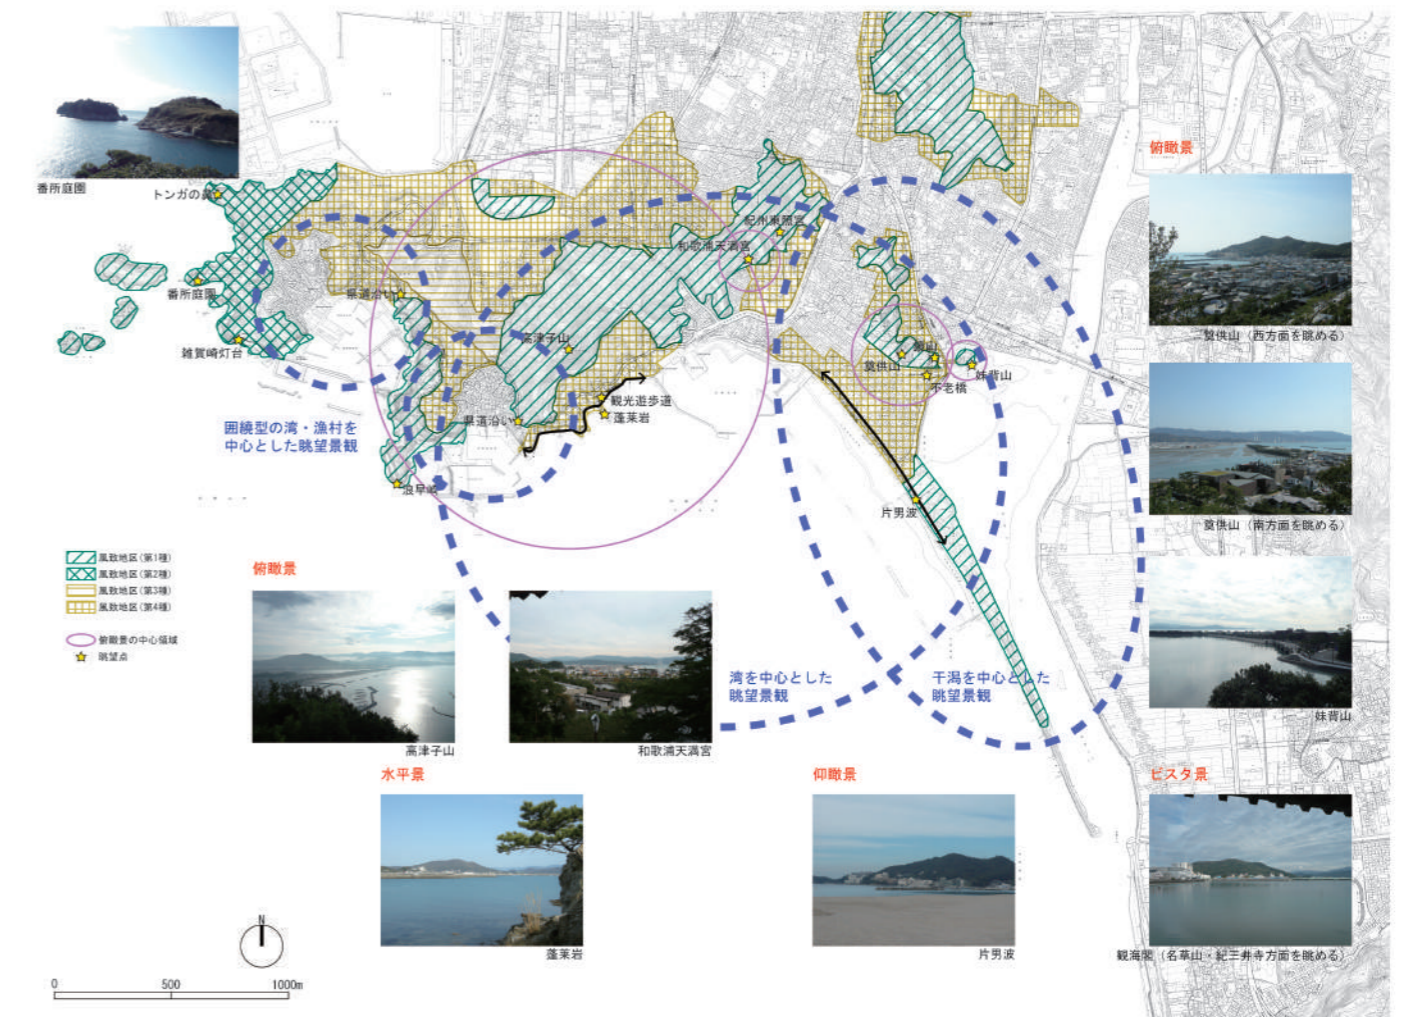 番所庭園
トンガの鼻
番所庭園
雑賀崎灯台
県道沿い
高津子山
紀州東照宮
和歌浦天満宮
県道沿い
観光遊歩道
蓬莱岩
浪早崎
奠供山
鏡山
不老橋
妹背山
片男波
囲繞型の湾・漁村を
中心とした眺望景観
湾を中心とした
眺望景観
干潟を中心とした
眺望景観
風致地区(第1種)
風致地区(第2種)
風致地区(第3種)
風致地区(第4種)
俯瞰景の中心領域
眺望点
俯瞰景
高津子山
和歌浦天満宮
俯瞰景
奠供山（西方面を眺める）
奠供山（南方面を眺める）
妹背山
水平景
蓬莱岩
仰瞰景
片男波
ビスタ景
観海閣（名草山・紀三井寺方面を眺める）
N
0 500 1000m